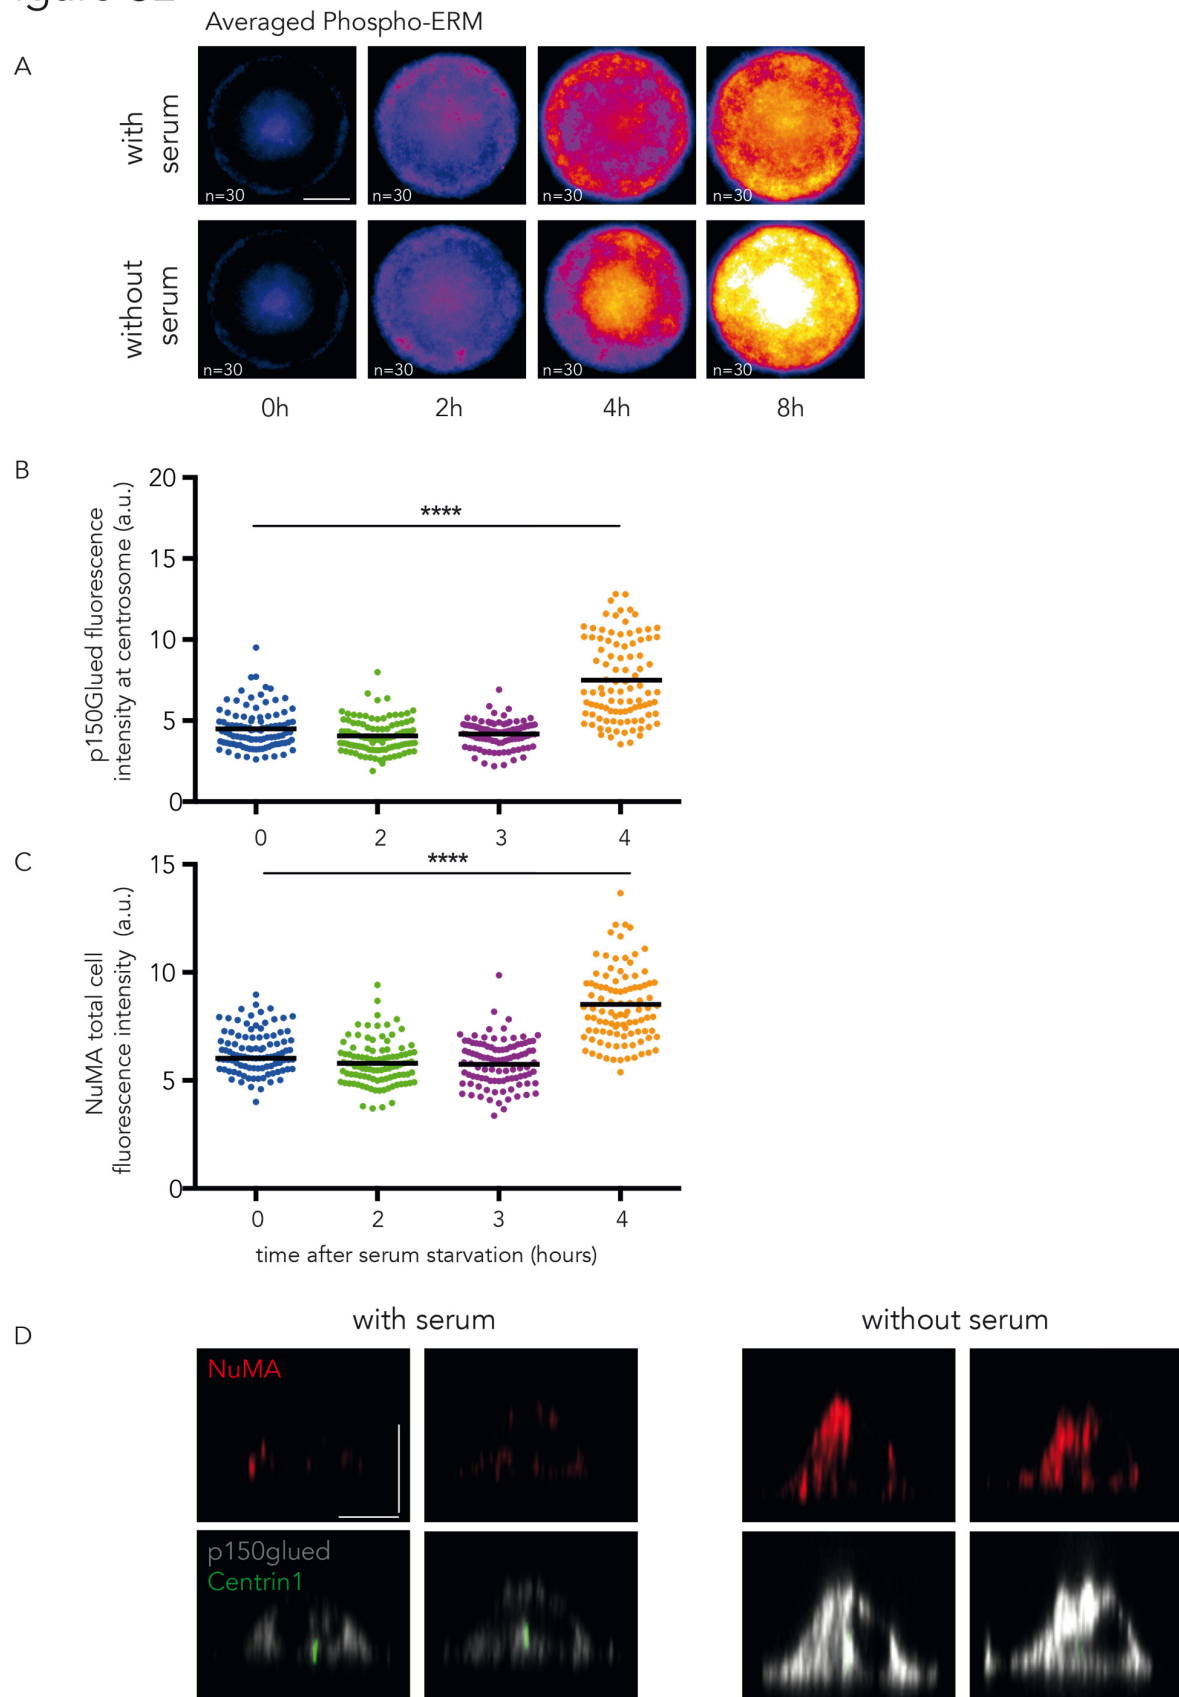 Averaged Phospho-ERM
A
with
serum
n=30
n=30
n=30
n=30
without
serum
n=30
n=30
n=30
n=30
0h
2h
4h
8h
B
p150Glued fluorescence
intensity at centrosome (a.u.)
20
15
10
5
0
****
0
2
3
4
C
NuMA total cell
fluorescence intensity (a.u.)
15
10
5
0
****
0
2
3
4
time after serum starvation (hours)
D
with serum
without serum
NuMA
p150glued
Centrin1